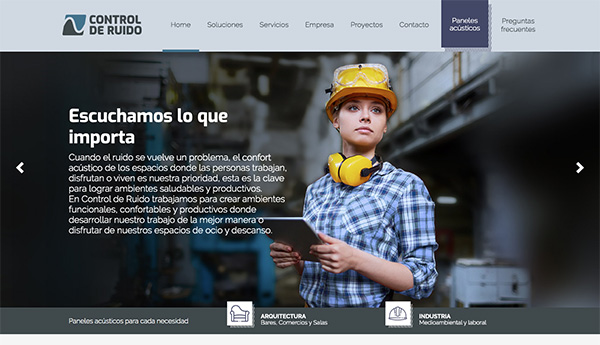 CONTROL
DE RUIDO
Home
Soluciones
Servicios
Empresa
Proyectos
Contacto
Paneles
acústicos
Preguntas
frecuentes
Escuchamos lo que
importa
Cuando el ruido se vuelve un problema, el confort
acústico de los espacios donde las personas trabajan,
disfrutan o viven es nuestra prioridad, esta es la clave
para lograr ambientes saludables y productivos.
En Control de Ruido trabajamos para crear ambientes
funcionales, confortables y productivos donde
desarrollar nuestro trabajo de la mejor manera o
disfrutar de nuestros espacios de ocio y descanso.
Paneles acústicos para cada necesidad
ARQUITECTURA
Bares, Comercios y Salas
INDUSTRIA
Medioambiental y laboral